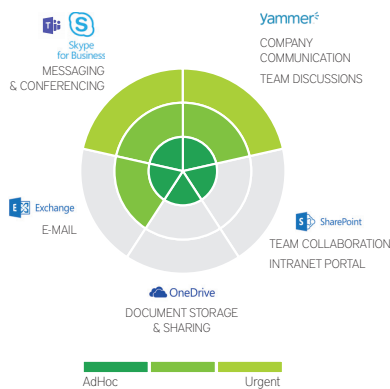 Skype
for Business
MESSAGING
& CONFERENCING
yammer
COMPANY
COMMUNICATION
TEAM DISCUSSIONS
E Exchange
E-MAIL
S SharePoint
TEAM COLLABORATION
INTRANET PORTAL
OneDrive
DOCUMENT STORAGE
& SHARING
AdHoc
Urgent